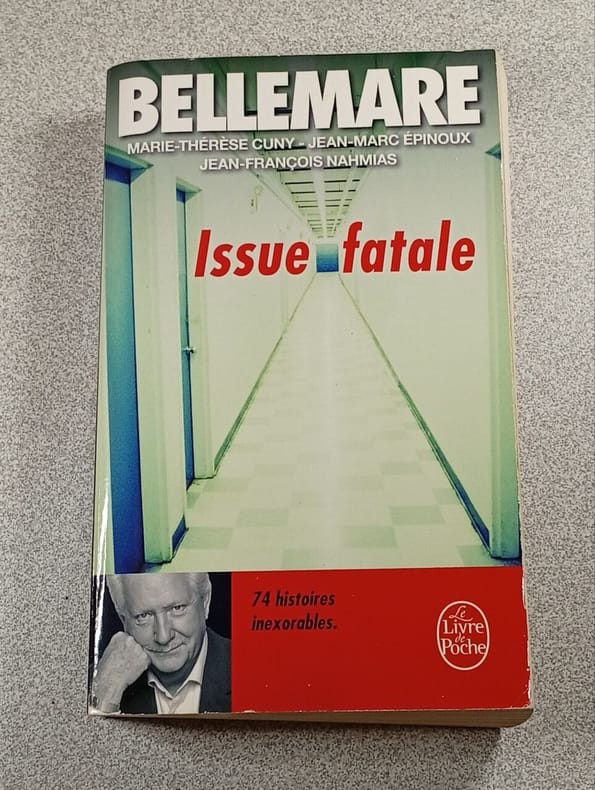 BELLEMARE
MARIE-THÉRÈSE CUNY - JEAN-MARC ÉPINOUX
JEAN-FRANÇOIS NAHMIAS
Issue fatale
74 histoires
inexorables.
Le
Livre
de
Poche